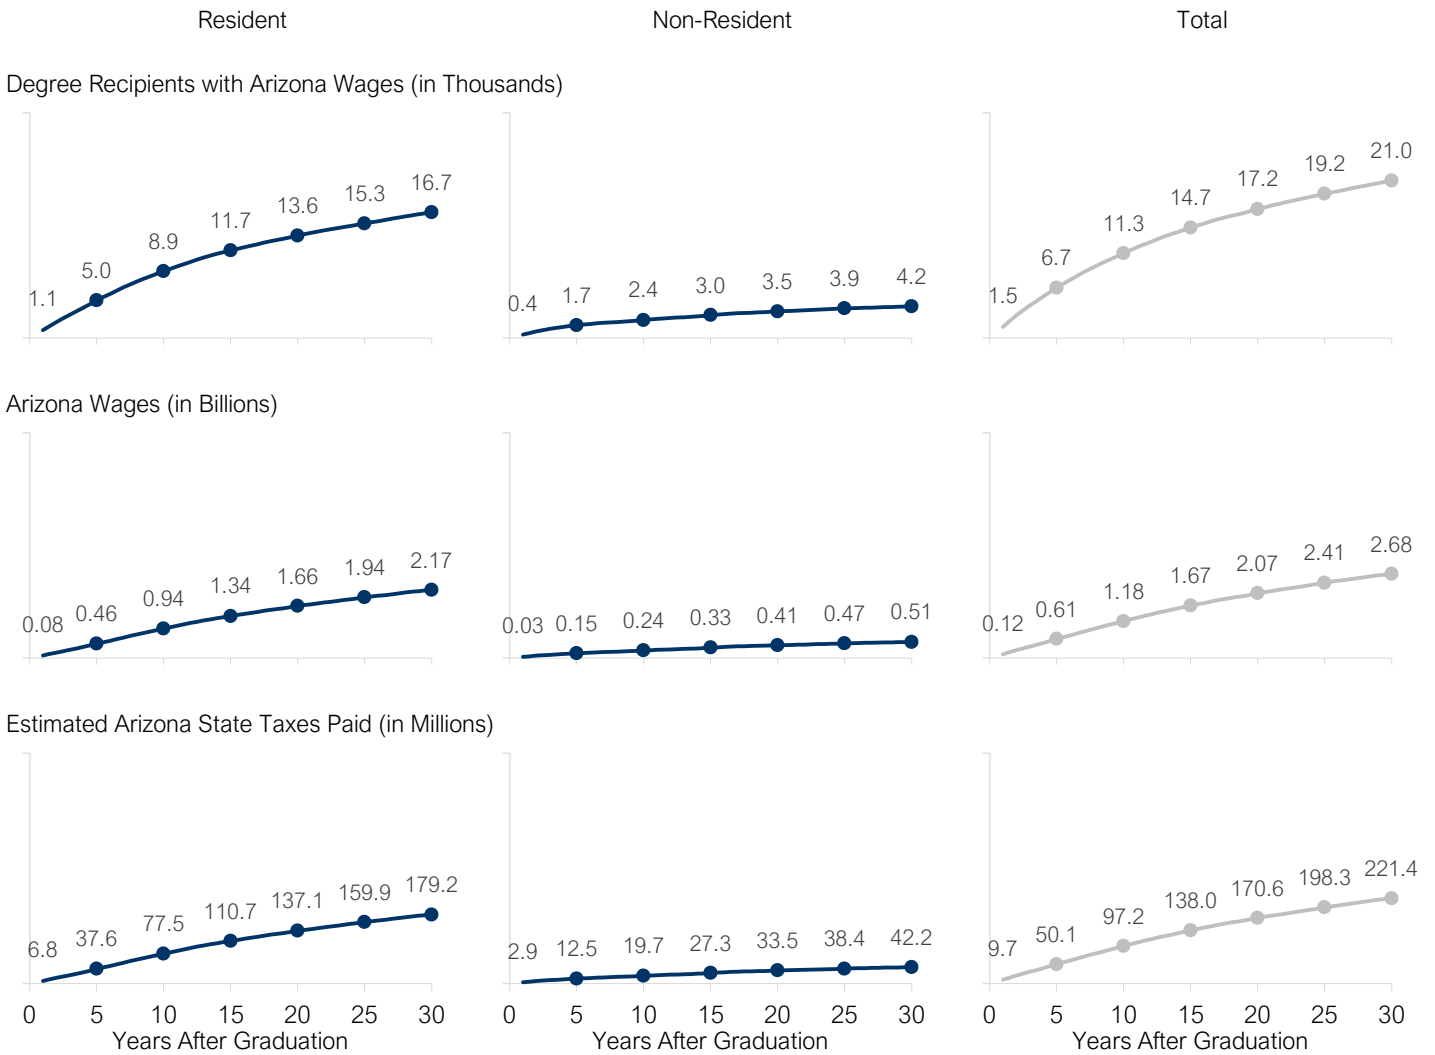 Resident Non-Resident Total
Degree Recipients with Arizona Wages (in Thousands)
1.1 5.0 8.9 11.7 13.6 15.3 16.7
0.4 1.7 2.4 3.0 3.5 3.9 4.2
1.5 6.7 11.3 14.7 17.2 19.2 21.0
Arizona Wages (in Billions)
0.08 0.46 0.94 1.34 1.66 1.94 2.17
0.03 0.15 0.24 0.33 0.41 0.47 0.51
0.12 0.61 1.18 1.67 2.07 2.41 2.68
Estimated Arizona State Taxes Paid (in Millions)
6.8 37.6 77.5 110.7 137.1 159.9 179.2
2.9 12.5 19.7 27.3 33.5 38.4 42.2
9.7 50.1 97.2 138.0 170.6 198.3 221.4
0 5 10 15 20 25 30
0 5 10 15 20 25 30
0 5 10 15 20 25 30
Years After Graduation Years After Graduation Years After Graduation